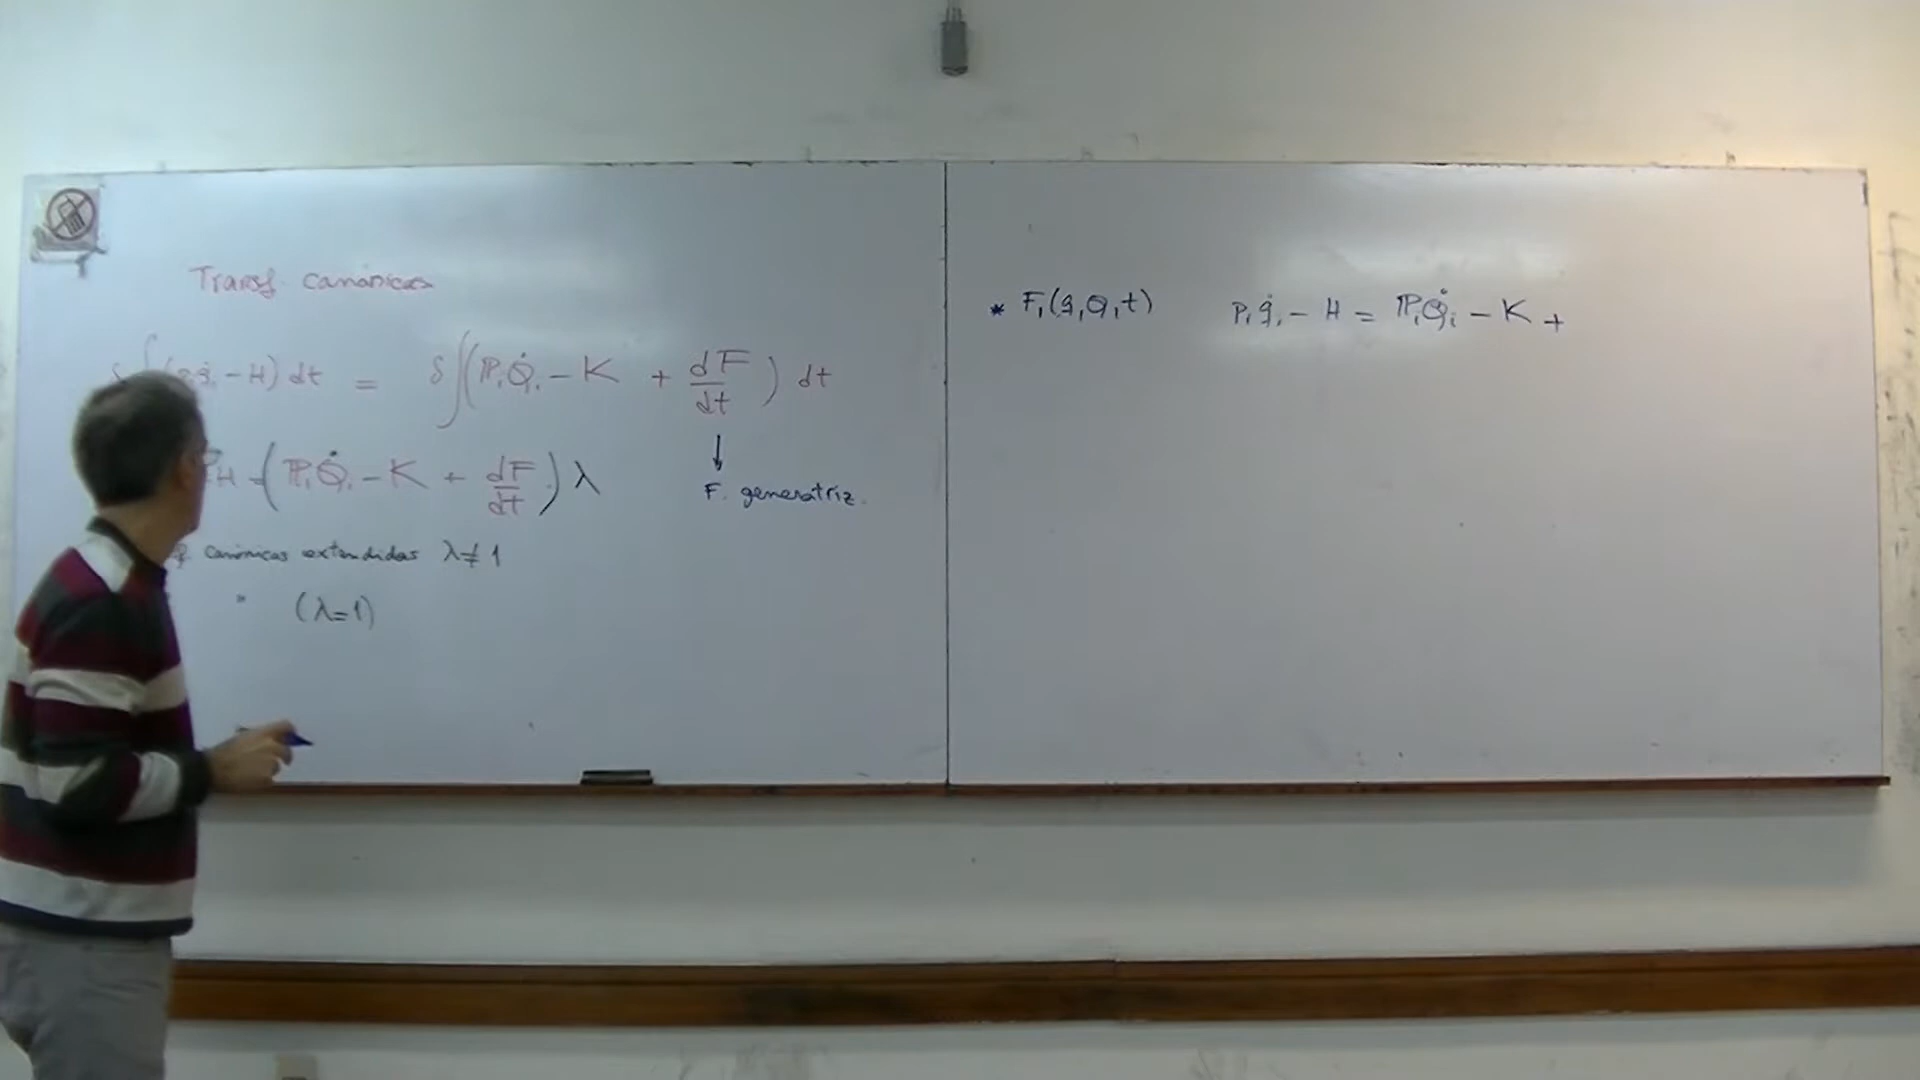 Transf. canónicas
(p_i q̇_i − H) dt = δ∫(P_i Q̇_i − K + dF/dt) dt
H = (P_i Q̇_i − K + dF/dt) λ
↓
F. generatriz.
canónicas extendidas λ ≠ 1
" (λ=1)
* F₁(q,Q,t) p_i q̇_i − H = P_i Q̇_i − K +